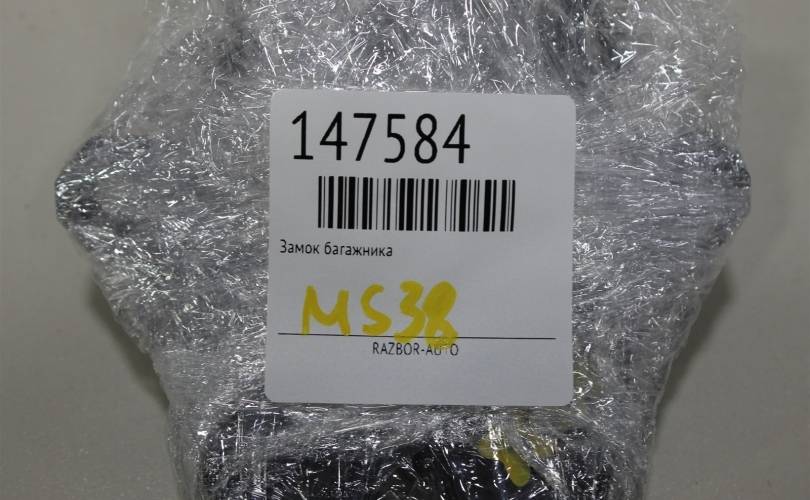 147584
Замок багажника
MS38
RAZBOR-AUTO